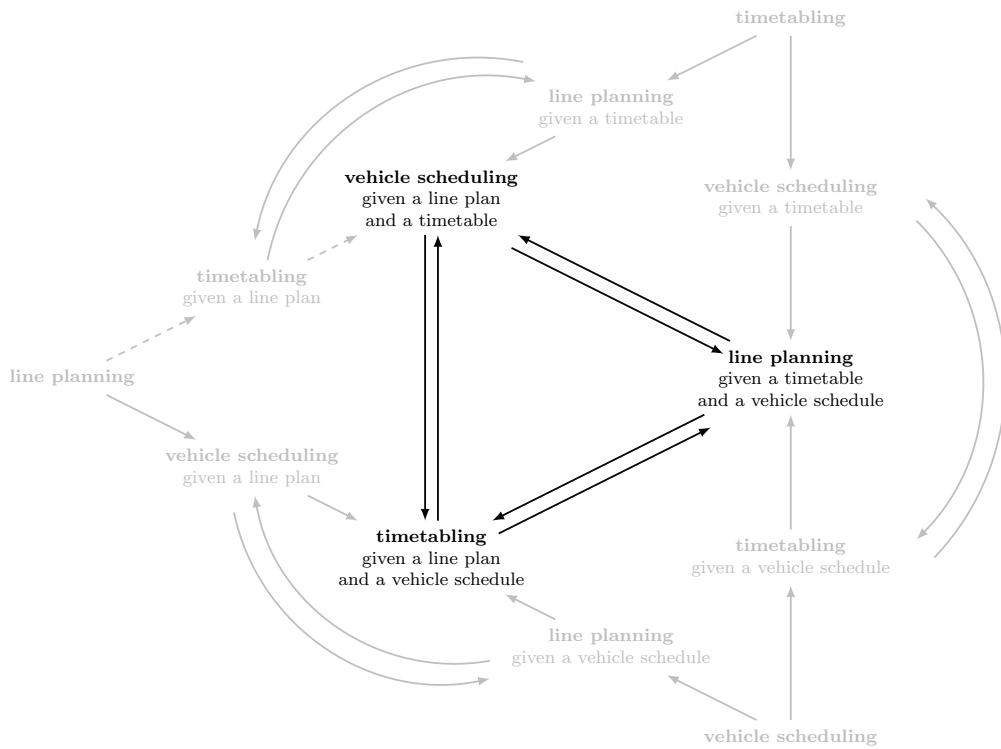 timetabling
line planning
given a timetable
vehicle scheduling
given a line plan
and a timetable
vehicle scheduling
given a timetable
timetabling
given a line plan
line planning
line planning
given a timetable
and a vehicle schedule
vehicle scheduling
given a line plan
timetabling
given a line plan
and a vehicle schedule
timetabling
given a vehicle schedule
line planning
given a vehicle schedule
vehicle scheduling